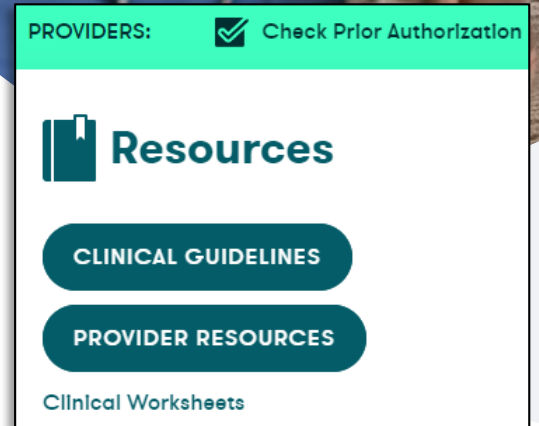 PROVIDERS: Check Prior Authorization
Resources
CLINICAL GUIDELINES
PROVIDER RESOURCES
Clinical Worksheets